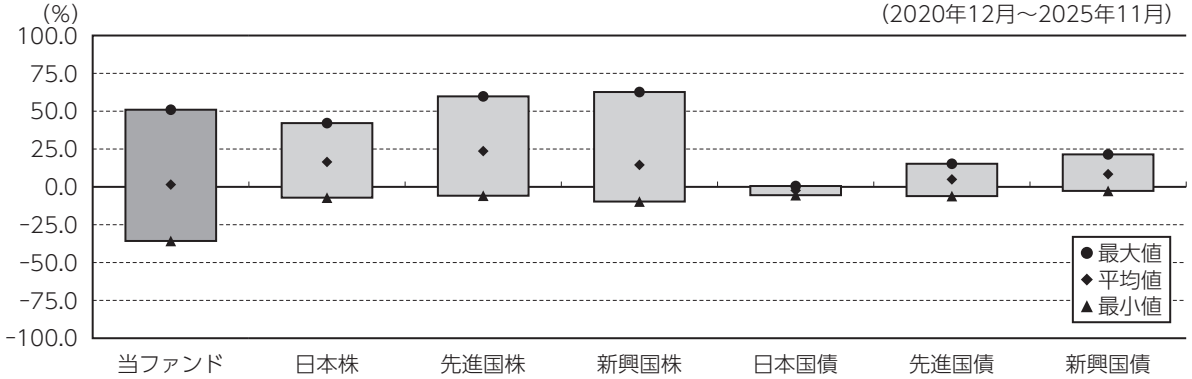 (%)
(2020年12月～2025年11月)
100.0
75.0
50.0
25.0
0.0
-25.0
-50.0
-75.0
-100.0
●最大値
◆平均値
▲最小値
当ファンド 日本株 先進国株 新興国株 日本国債 先進国債 新興国債